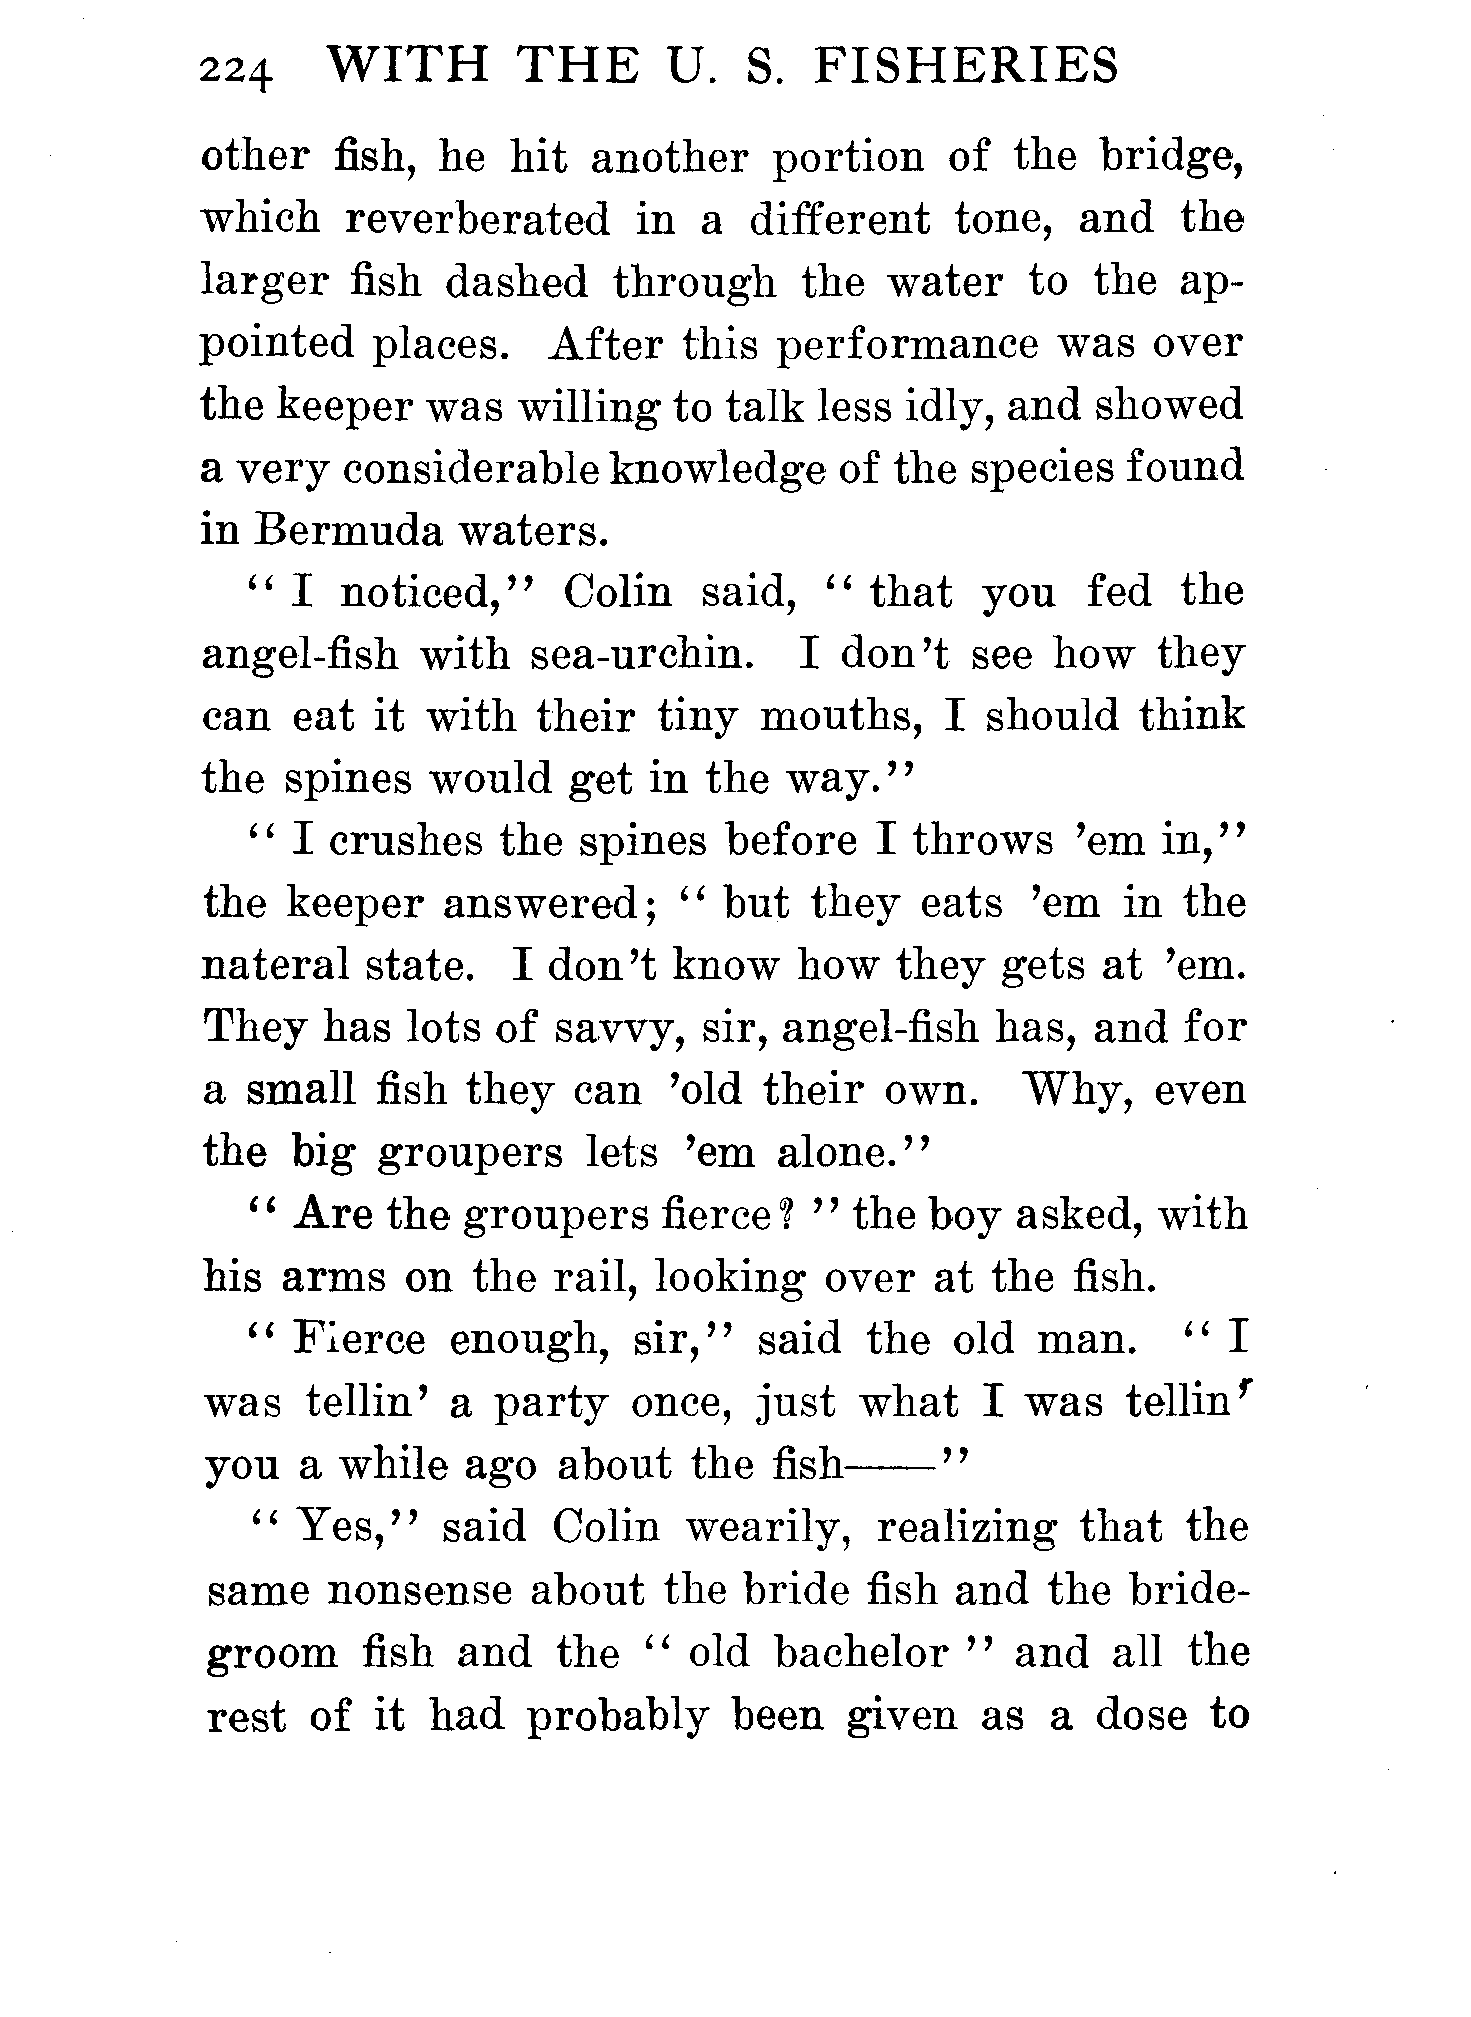 224 WITH THE U. S. FISHERIES
other fish, he hit another portion of the bridge,
which reverberated in a different tone, and the
larger fish dashed through the water to the ap-
pointed places. After this performance was over
the keeper was willing to talk less idly, and showed
a very considerable knowledge of the species found
in Bermuda waters.
“ I noticed,” Colin said, “ that you fed the
angel-fish with sea-urchin. I don’t see how they
can eat it with their tiny mouths, I should think
the spines would get in the way.”
“ I crushes the spines before I throws ’em in,”
the keeper answered; “ but they eats ’em in the
nateral state. I don’t know how they gets at ’em.
They has lots of savvy, sir, angel-fish has, and for
a small fish they can ’old their own. Why, even
the big groupers lets ’em alone.”
“ Are the groupers fierce? ” the boy asked, with
his arms on the rail, looking over at the fish.
“ Fierce enough, sir,” said the old man. “ I
was tellin’ a party once, just what I was tellin’
you a while ago about the fish——”
“ Yes,” said Colin wearily, realizing that the
same nonsense about the bride fish and the bride-
groom fish and the “ old bachelor ” and all the
rest of it had probably been given as a dose to